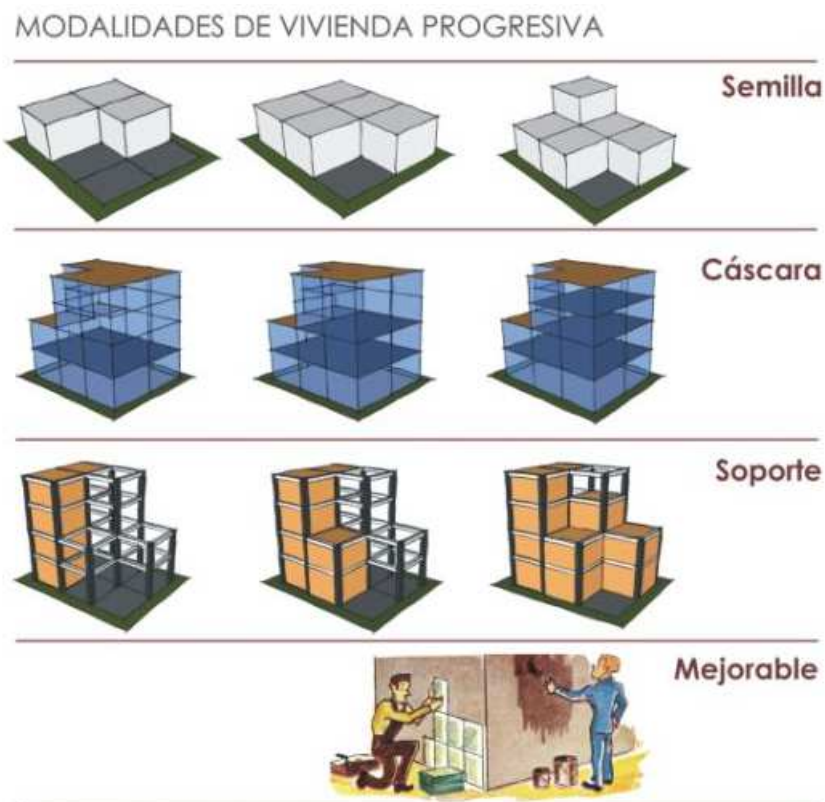 MODALIDADES DE VIVIENDA PROGRESIVA
Semilla
Cáscara
Soporte
Mejorable